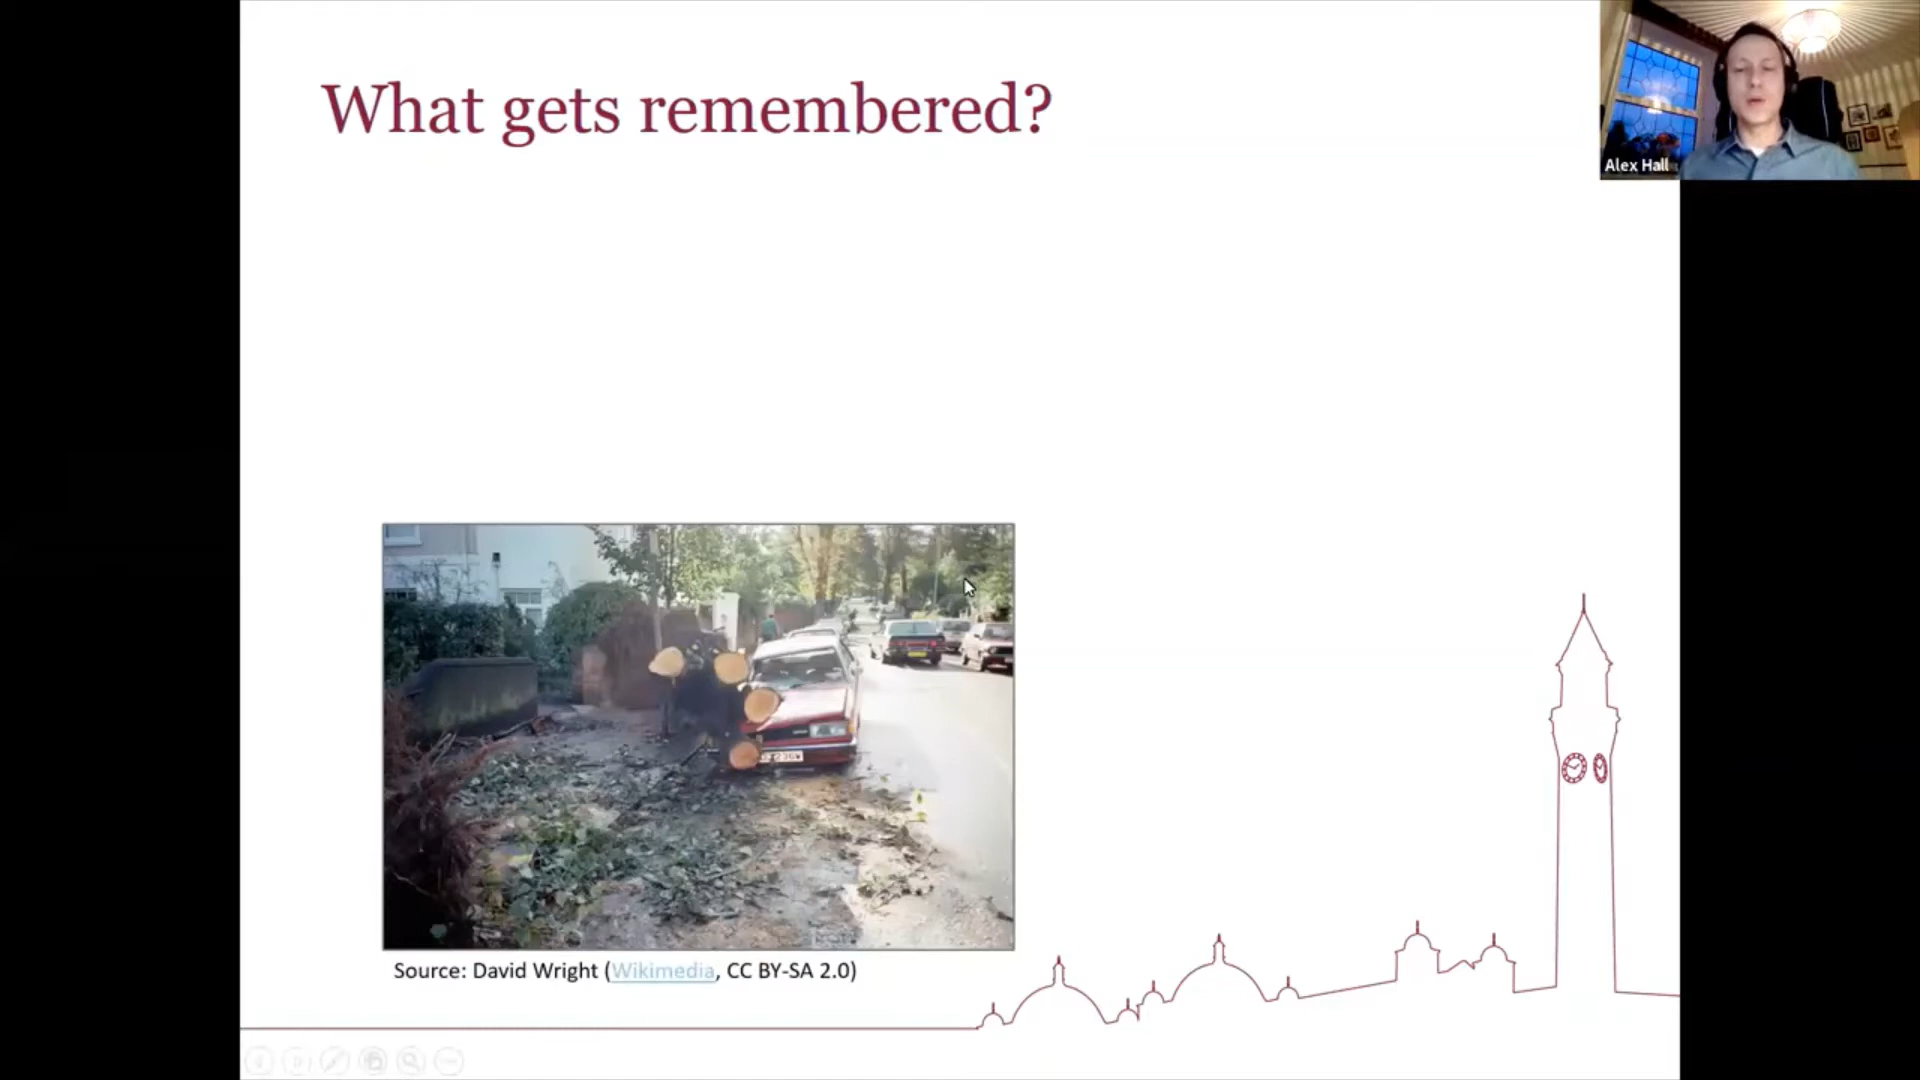 What gets remembered?
Alex Hall
Source: David Wright (Wikimedia, CC BY-SA 2.0)